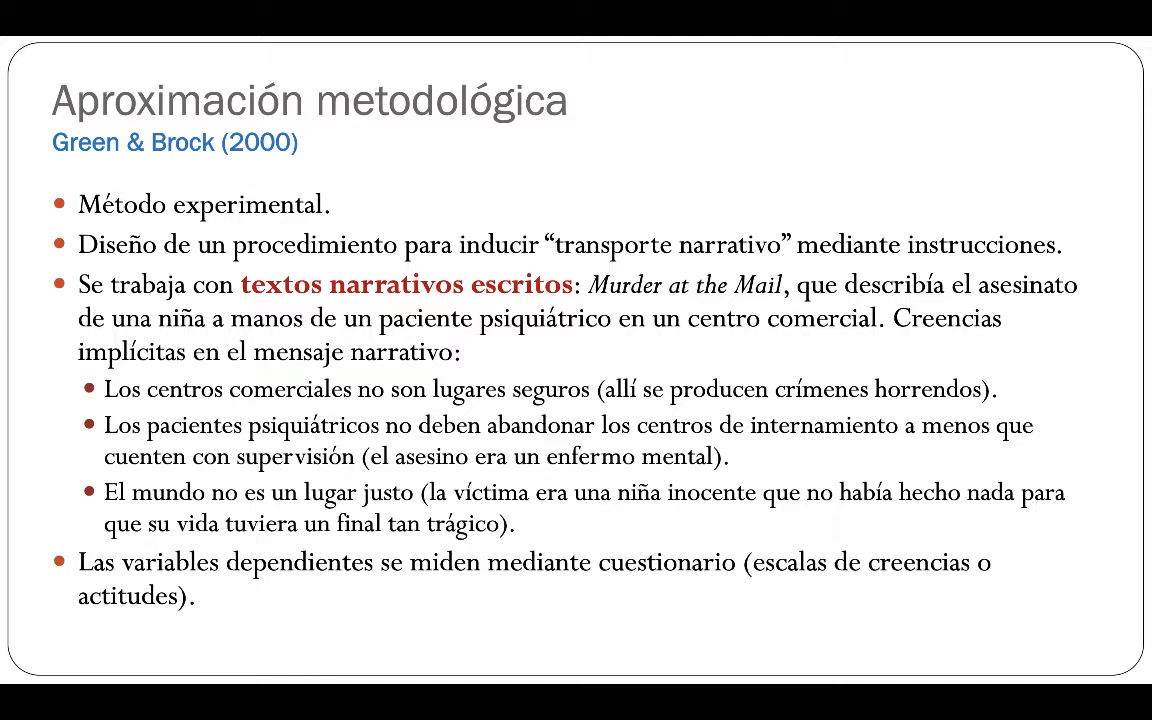 Aproximación metodológica
Green & Brock (2000)
• Método experimental.
• Diseño de un procedimiento para inducir “transporte narrativo” mediante instrucciones.
• Se trabaja con textos narrativos escritos: Murder at the Mail, que describía el asesinato
de una niña a manos de un paciente psiquiátrico en un centro comercial. Creencias
implícitas en el mensaje narrativo:
• Los centros comerciales no son lugares seguros (allí se producen crímenes horrendos).
• Los pacientes psiquiátricos no deben abandonar los centros de internamiento a menos que
cuenten con supervisión (el asesino era un enfermo mental).
• El mundo no es un lugar justo (la víctima era una niña inocente que no había hecho nada para
que su vida tuviera un final tan trágico).
• Las variables dependientes se miden mediante cuestionario (escalas de creencias o
actitudes).